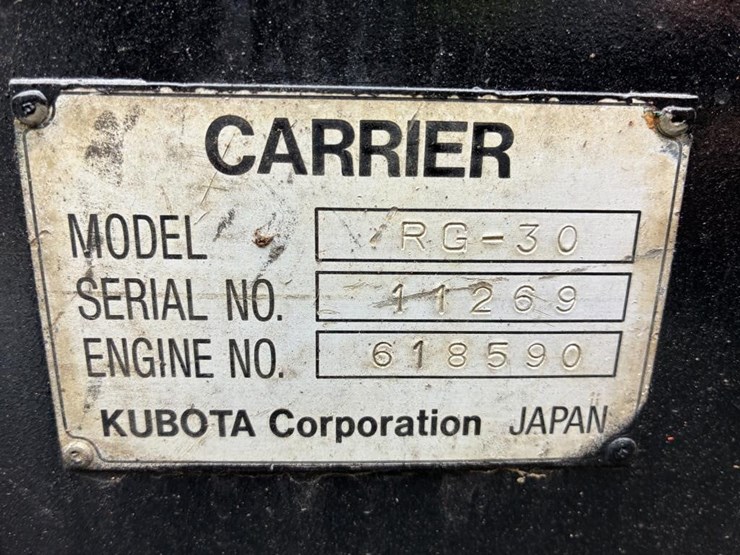 CARRIER
MODEL RG-30
SERIAL NO. 11269
ENGINE NO. 618590
KUBOTA Corporation JAPAN